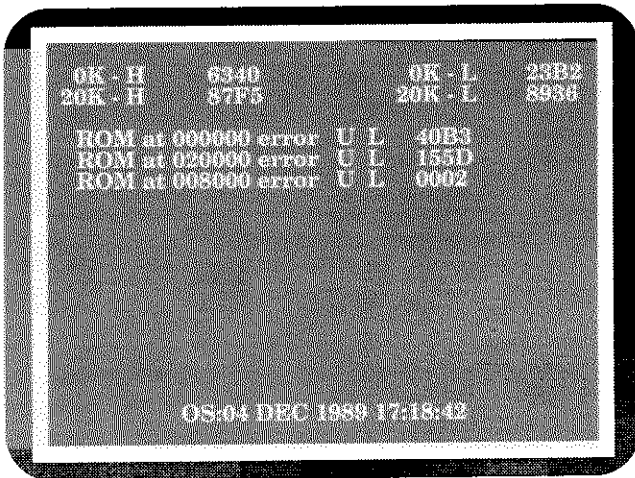 0K - H 6340 0K - L 23B2
20K - H 87F5 20K - L 8936
ROM at 000000 error U L 40B3
ROM at 020000 error U L 155D
ROM at 008000 error U L 0002
OS:04 DEC 1989 17:18:42